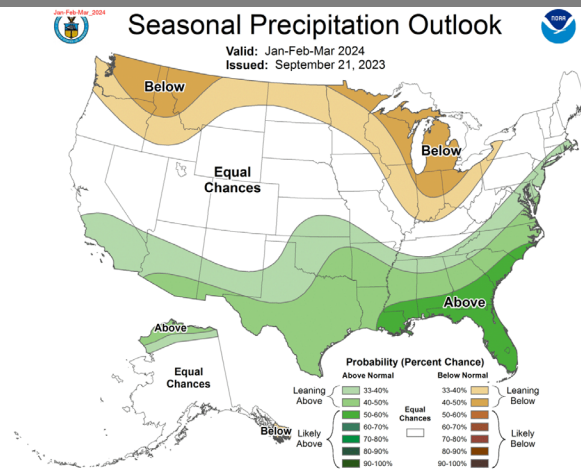 Jan-Feb-Mar_2024
Seasonal Precipitation Outlook
NOAA
Valid: Jan-Feb-Mar 2024
Issued: September 21, 2023
Below
Below
Equal
Chances
Above
Above
Equal
Chances
Below
Probability (Percent Chance)
Above Normal
Below Normal
Leaning
Above
33-40%
40-50%
50-60%
Likely
Above
60-70%
70-80%
80-90%
90-100%
Equal
Chances
33-40%
40-50%
Leaning
Below
50-60%
60-70%
70-80%
80-90%
90-100%
Likely
Below